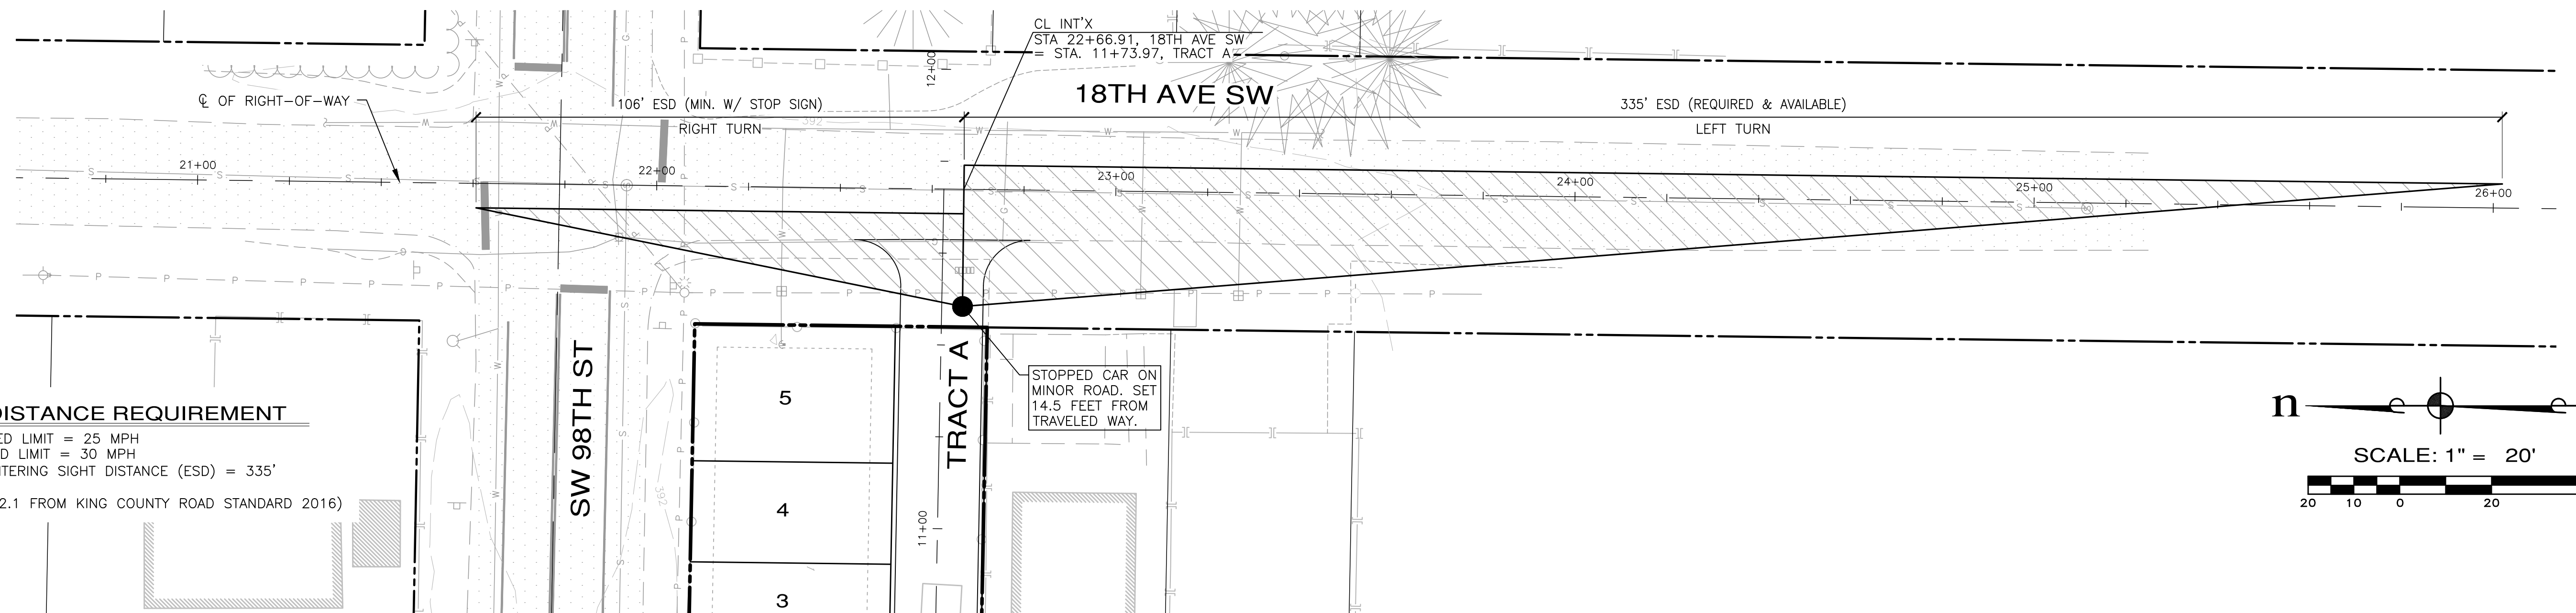 CL INT'X
STA 22+66.91, 18TH AVE SW
= STA. 11+73.97, TRACT A
12+00
℄ OF RIGHT-OF-WAY
106' ESD (MIN. W/ STOP SIGN)
RIGHT TURN
392
18TH AVE SW
335' ESD (REQUIRED & AVAILABLE)
LEFT TURN
21+00
22+00
23+00
24+00
25+00
26+00
STOPPED CAR ON
MINOR ROAD. SET
14.5 FEET FROM
TRAVELED WAY.
DISTANCE REQUIREMENT
ED LIMIT = 25 MPH
D LIMIT = 30 MPH
NTERING SIGHT DISTANCE (ESD) = 335'
2.1 FROM KING COUNTY ROAD STANDARD 2016)
SW 98TH ST
392
5
4
3
TRACT A
11+00
n
SCALE: 1" = 20'
20 10 0 20